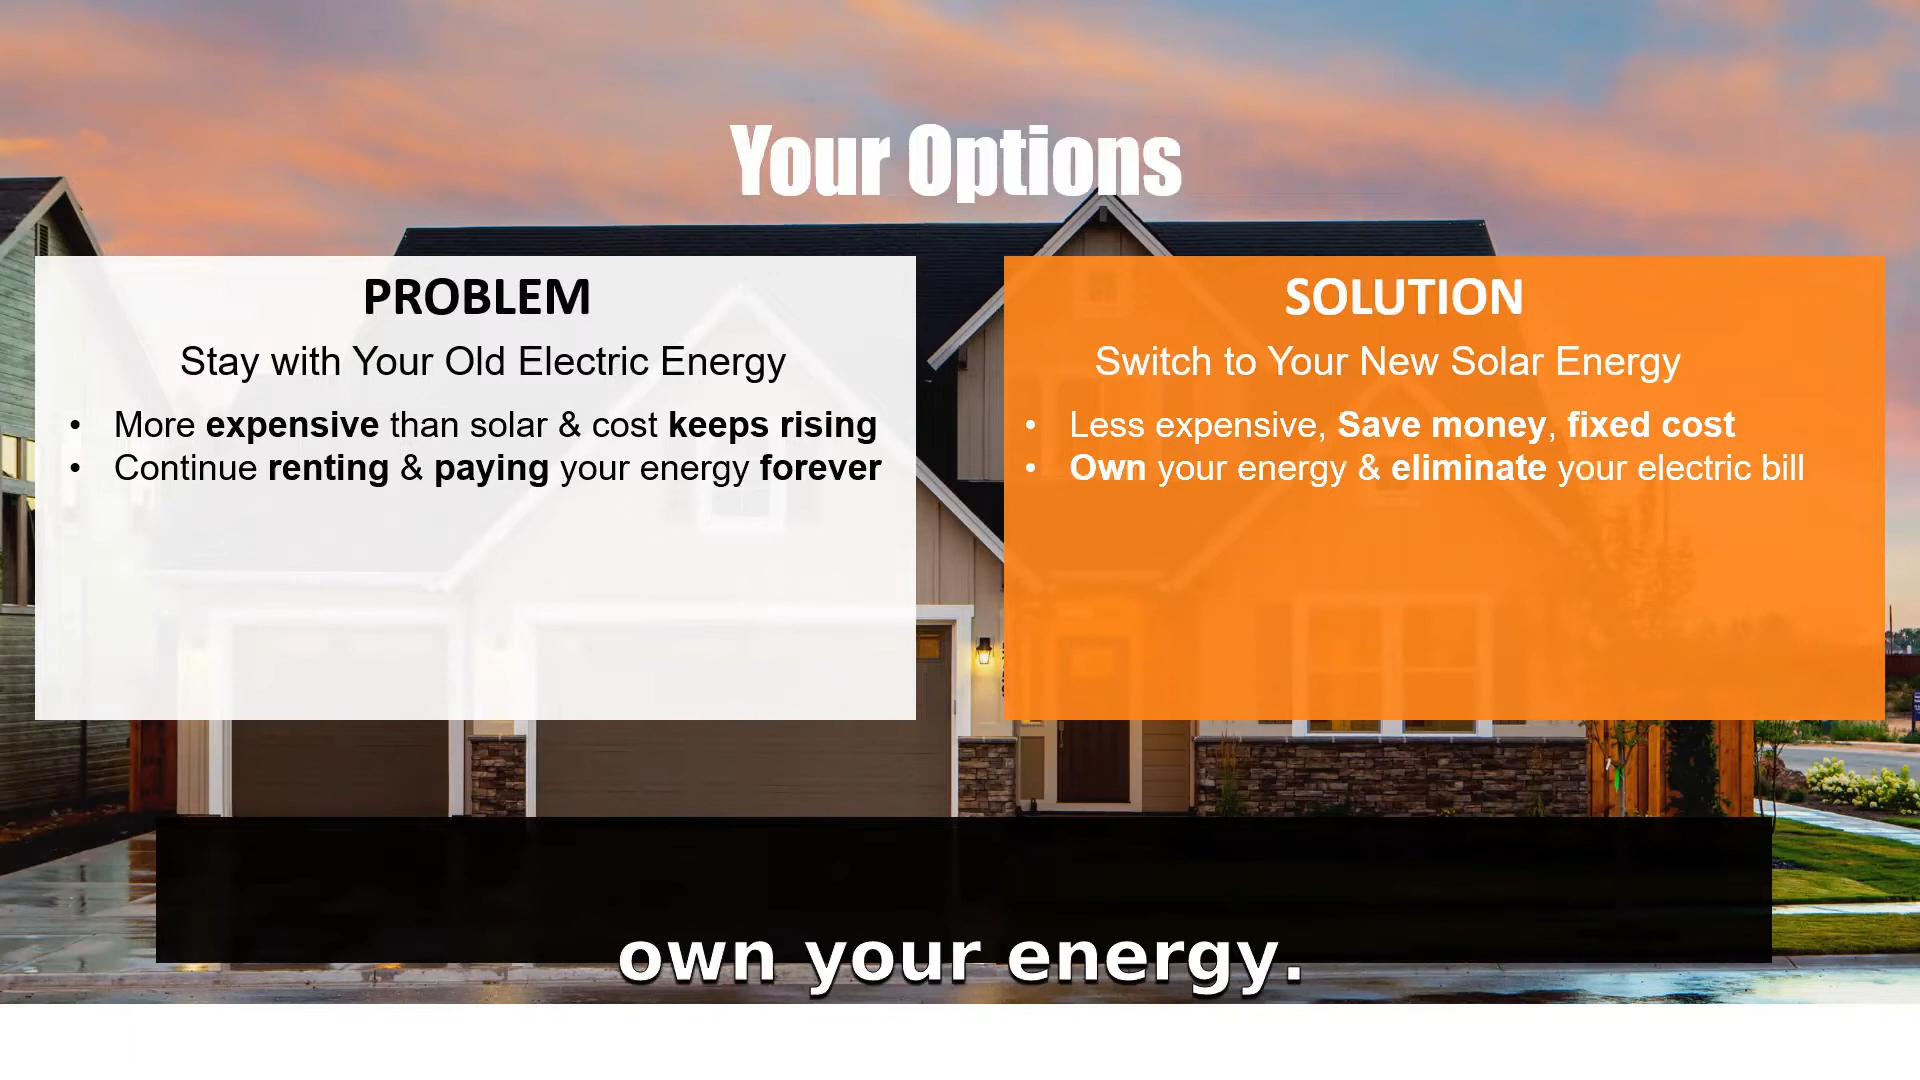 Your Options
PROBLEM
Stay with Your Old Electric Energy
• More expensive than solar & cost keeps rising
• Continue renting & paying your energy forever
SOLUTION
Switch to Your New Solar Energy
• Less expensive, Save money, fixed cost
• Own your energy & eliminate your electric bill
own your energy.